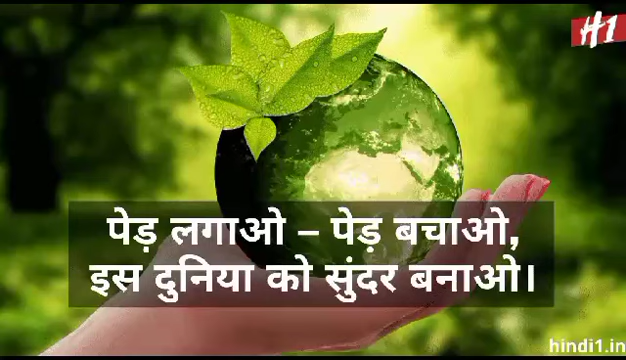 H1
पेड़ लगाओ – पेड़ बचाओ,
इस दुनिया को सुंदर बनाओ।
hindi1.in